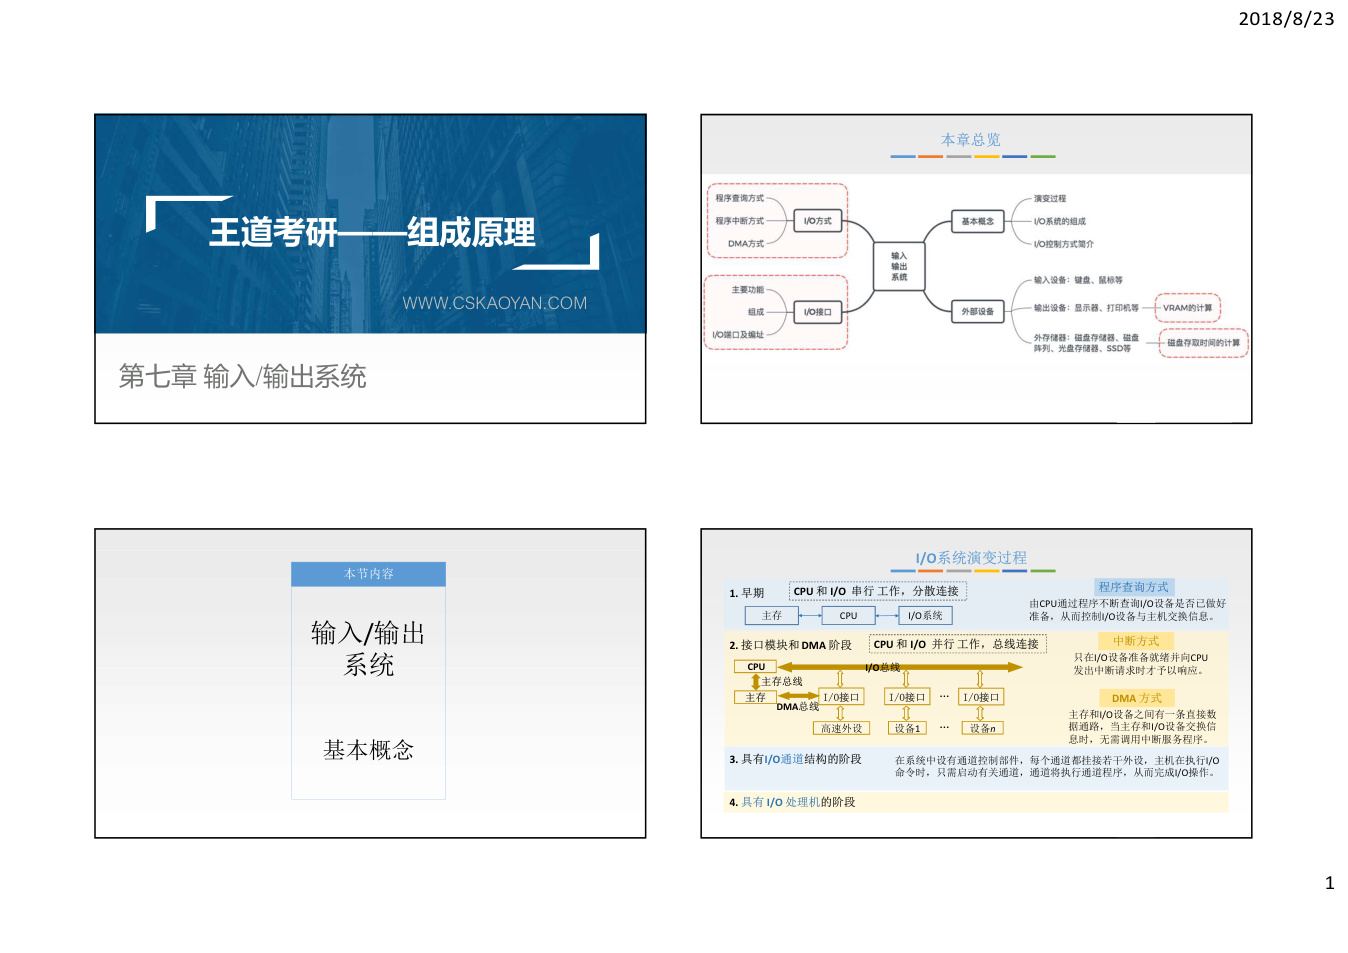 2018/8/23
王道考研——组成原理
WWW.CSKAOYAN.COM
第七章 输入/输出系统
本章总览
程序查询方式
程序中断方式
DMA方式
I/O方式
主要功能
组成
I/O端口及编址
I/O接口
输入
输出
系统
基本概念
演变过程
I/O系统的组成
I/O控制方式简介
外部设备
输入设备：键盘、鼠标等
输出设备：显示器、打印机等
VRAM的计算
外存储器：磁盘存储器、磁盘
阵列、光盘存储器、SSD等
磁盘存取时间的计算
本节内容
输入/输出
系统
基本概念
I/O系统演变过程
1. 早期
CPU 和 I/O 串行 工作，分散连接
主存
CPU
I/O系统
程序查询方式
由CPU通过程序不断查询I/O设备是否已做好
准备，从而控制I/O设备与主机交换信息。
2. 接口模块和 DMA 阶段
CPU 和 I/O 并行 工作，总线连接
CPU
I/O总线
主存总线
主存
DMA总线
I/O接口
I/O接口
…
I/O接口
高速外设
设备1
…
设备n
中断方式
只在I/O设备准备就绪并向CPU
发出中断请求时才予以响应。
DMA 方式
主存和I/O设备之间有一条直接数
据通路，当主存和I/O设备交换信
息时，无需调用中断服务程序。
3. 具有I/O通道结构的阶段
在系统中设有通道控制部件，每个通道都挂接若干外设，主机在执行I/O
命令时，只需启动有关通道，通道将执行通道程序，从而完成I/O操作。
4. 具有 I/O 处理机的阶段
1